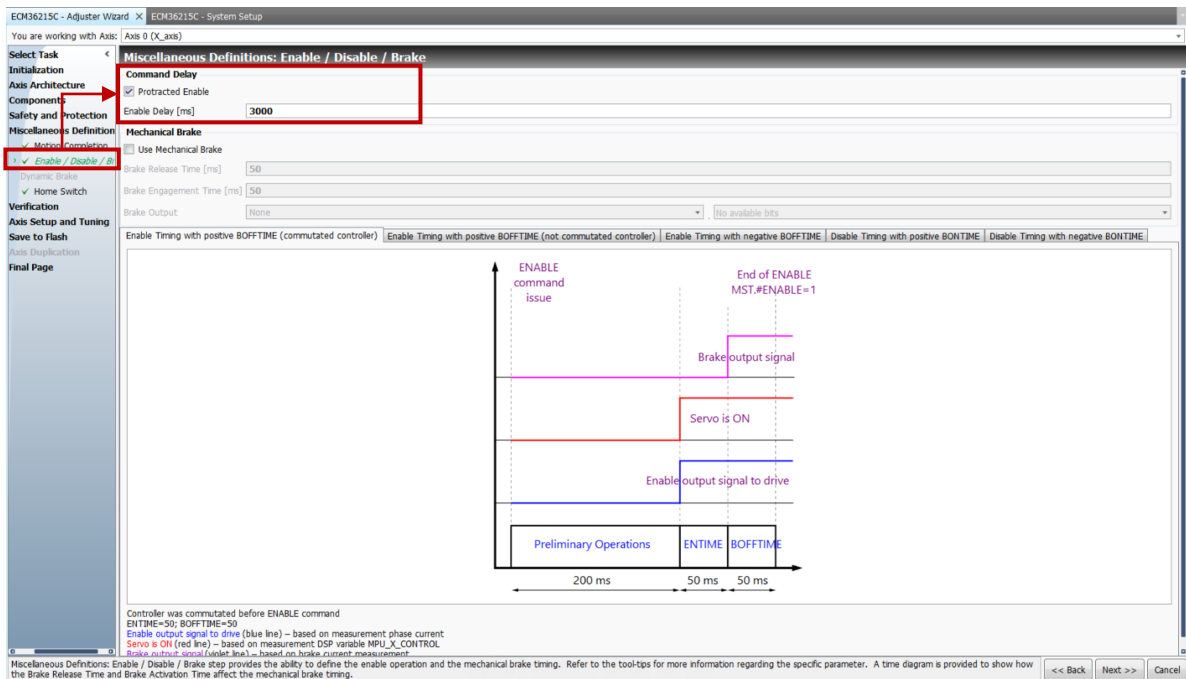 ECM36215C - Adjuster Wizard X ECM36215C - System Setup
You are working with Axis: Axis 0 (X_axis)
Select Task <
Initialization
Axis Architecture
Components
Safety and Protection
Miscellaneous Definition
Motion Completion
Enable / Disable / Br
Dynamic Brake
Home Switch
Verification
Axis Setup and Tuning
Save to Flash
Axis Duplication
Final Page
Miscellaneous Definitions: Enable / Disable / Brake
Command Delay
Protracted Enable
Enable Delay [ms] 3000
Mechanical Brake
Use Mechanical Brake
Brake Release Time [ms] 50
Brake Engagement Time [ms] 50
Brake Output None . No available bits
Enable Timing with positive BOFFTIME (commutated controller) Enable Timing with positive BOFFTIME (not commutated controller) Enable Timing with negative BOFFTIME Disable Timing with positive BONTIME Disable Timing with negative BONTIME
ENABLE
command
issue
End of ENABLE
MST.#ENABLE=1
Brake output signal
Servo is ON
Enable output signal to drive
Preliminary Operations ENTIME BOFFTIME
200 ms 50 ms 50 ms
Controller was commutated before ENABLE command
ENTIME=50; BOFFTIME=50
Enable output signal to drive (blue line) – based on measurement phase current
Servo is ON (red line) – based on measurement DSP variable MPU_X_CONTROL
Brake output signal (violet line) – based on brake current measurement
Miscellaneous Definitions: Enable / Disable / Brake step provides the ability to define the enable operation and the mechanical brake timing. Refer to the tool-tips for more information regarding the specific parameter. A time diagram is provided to show how
the Brake Release Time and Brake Activation Time affect the mechanical brake timing.
<< Back Next >> Cancel